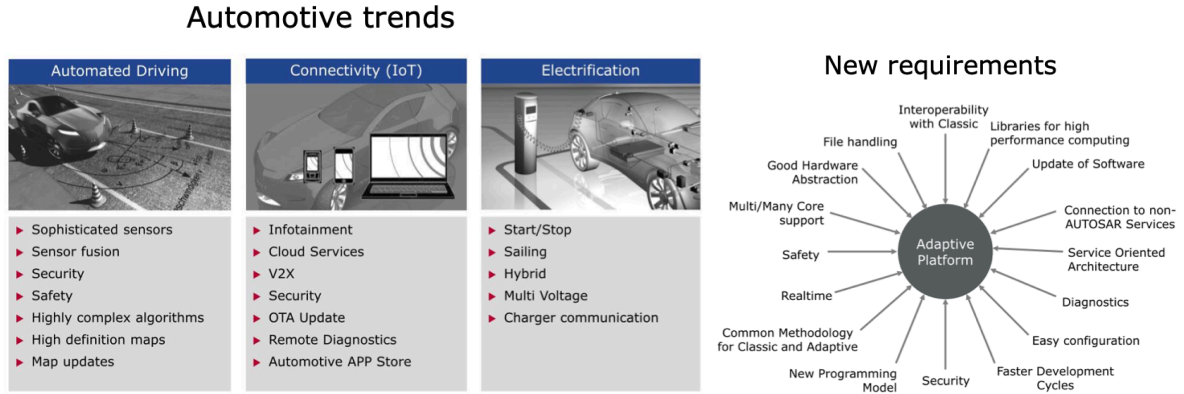 Automotive trends
Automated Driving
Sophisticated sensors
Sensor fusion
Security
Safety
Highly complex algorithms
High definition maps
Map updates
Connectivity (IoT)
Infotainment
Cloud Services
V2X
Security
OTA Update
Remote Diagnostics
Automotive APP Store
Electrification
Start/Stop
Sailing
Hybrid
Multi Voltage
Charger communication
New requirements
Interoperability
with Classic
Libraries for high
performance computing
Update of Software
Connection to non-
AUTOSAR Services
Service Oriented
Architecture
Diagnostics
Easy configuration
Faster Development
Cycles
Security
New Programming
Model
Common Methodology
for Classic and Adaptive
Realtime
Safety
Multi/Many Core
support
Good Hardware
Abstraction
File handling
Adaptive
Platform